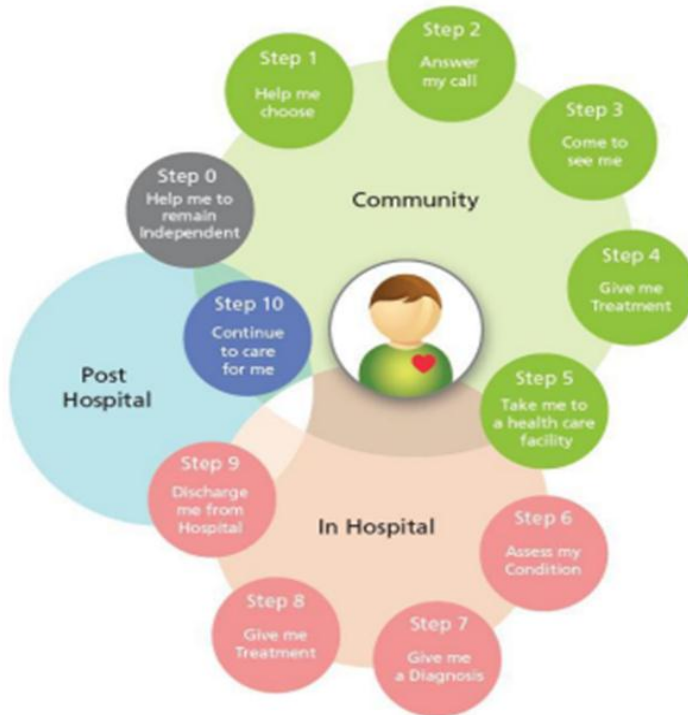 Step 1
Help me
choose
Step 2
Answer
my call
Step 3
Come to
see me
Step 0
Help me to
remain
Independent
Community
Step 4
Give me
Treatment
Step 10
Continue
to care
for me
Post
Hospital
Step 5
Take me to
a health care
facility
Step 9
Discharge
me from
Hospital
In Hospital
Step 6
Assess my
Condition
Step 8
Give me
Treatment
Step 7
Give me
a Diagnosis